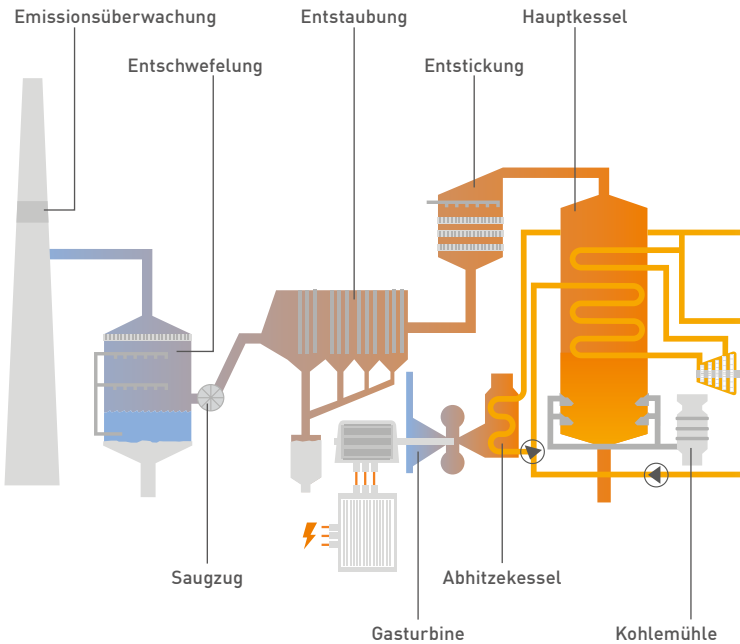 Emissionsüberwachung
Entstaubung
Hauptkessel
Entschwefelung
Entstickung
Saugzug
Abhitzekessel
Gasturbine
Kohlemühle